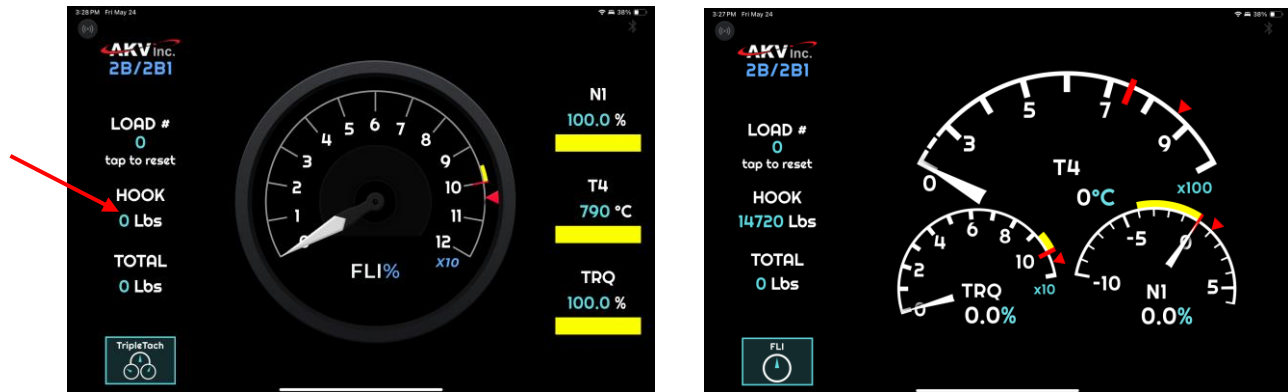 3:28 PM Fri May 24
38%
AKV inc.
2B/2B1
LOAD #
0
tap to reset
HOOK
0 Lbs
TOTAL
0 Lbs
TripleTach
0
1
2
3
4
5
6
7
8
9
10
11
12
X10
FLI%
N1
100.0 %
T4
790 °C
TRQ
100.0 %
3:27 PM Fri May 24
38%
AKV inc.
2B/2B1
LOAD #
0
tap to reset
HOOK
14720 Lbs
TOTAL
0 Lbs
FLI
0
3
5
7
9
x100
T4
0°C
0
2
4
6
8
10
x10
TRQ
0.0%
-10
-5
0
5
N1
0.0%